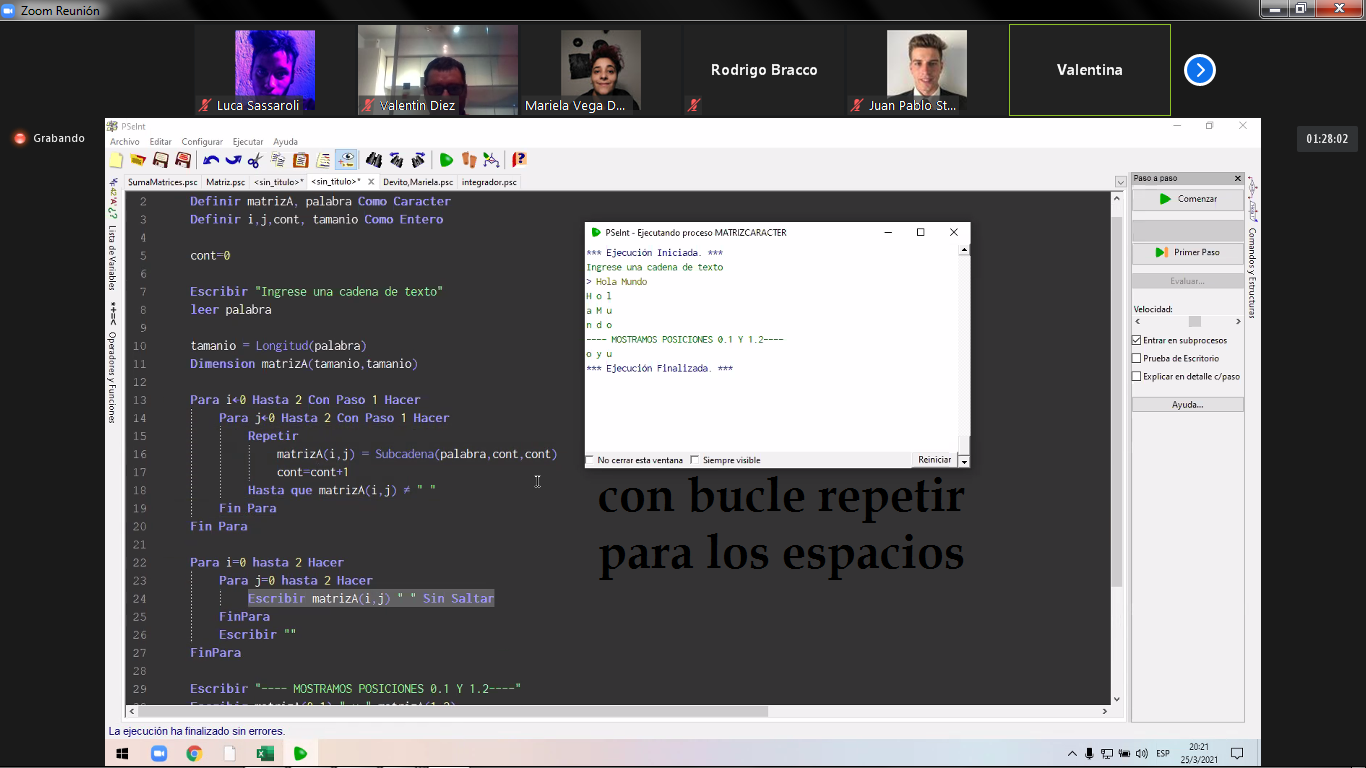 Zoom Reunión
Luca Sassaroli
Valentin Diez
Mariela Vega D...
Rodrigo Bracco
Juan Pablo St...
Valentina
Grabando
01:28:02
PSeInt
Archivo Editar Configurar Ejecutar Ayuda
SumaMatrices.psc Matriz.psc <sin_titulo>* <sin_titulo>* Devito,Mariela.psc integrador.psc
Lista de Variables
Operadores y Funciones
2 Definir matrizA, palabra Como Caracter
3 Definir i,j,cont, tamanio Como Entero
4
5 cont=0
6
7 Escribir "Ingrese una cadena de texto"
8 leer palabra
9
10 tamanio = Longitud(palabra)
11 Dimension matrizA(tamanio,tamanio)
12
13 Para i←0 Hasta 2 Con Paso 1 Hacer
14 Para j←0 Hasta 2 Con Paso 1 Hacer
15 Repetir
16 matrizA(i,j) = Subcadena(palabra,cont,cont)
17 cont=cont+1
18 Hasta que matrizA(i,j) ≠ " "
19 Fin Para
20 Fin Para
21
22 Para i=0 hasta 2 Hacer
23 Para j=0 hasta 2 Hacer
24 Escribir matrizA(i,j) " " Sin Saltar
25 FinPara
26 Escribir ""
27 FinPara
28
29 Escribir "---- MOSTRAMOS POSICIONES 0.1 Y 1.2----"
PSeInt - Ejecutando proceso MATRIZCARACTER
*** Ejecución Iniciada. ***
Ingrese una cadena de texto
> Hola Mundo
H o l
a M u
n d o
---- MOSTRAMOS POSICIONES 0.1 Y 1.2----
o y u
*** Ejecución Finalizada. ***
No cerrar esta ventana Siempre visible Reiniciar
con bucle repetir
para los espacios
Paso a paso
Comenzar
Primer Paso
Evaluar...
Velocidad:
Entrar en subprocesos
Prueba de Escritorio
Explicar en detalle c/paso
Ayuda...
Comandos y Estructuras
La ejecución ha finalizado sin errores.
ESP
20:21
25/3/2021